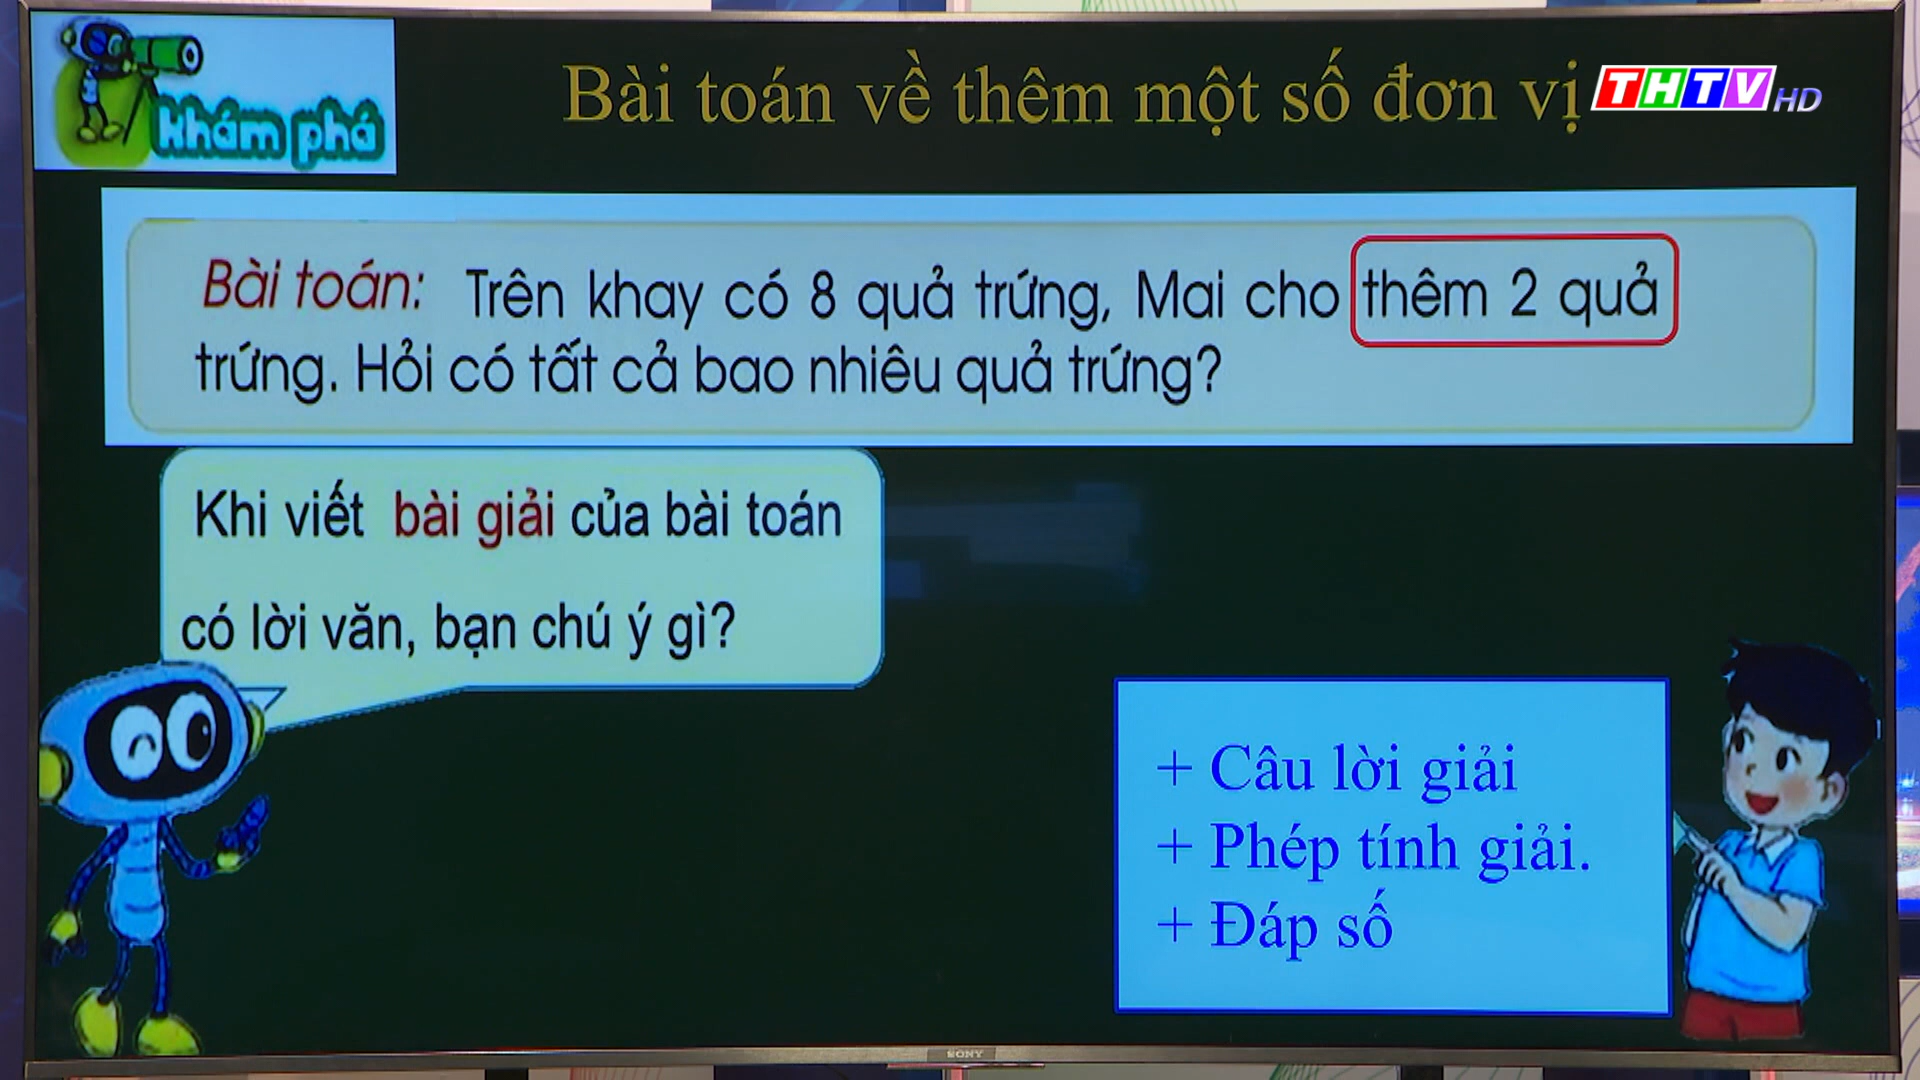 khám phá
Bài toán về thêm một số đơn vị
THTV HD
Bài toán: Trên khay có 8 quả trứng, Mai cho thêm 2 quả
trứng. Hỏi có tất cả bao nhiêu quả trứng?
Khi viết bài giải của bài toán
có lời văn, bạn chú ý gì?
+ Câu lời giải
+ Phép tính giải.
+ Đáp số
SONY